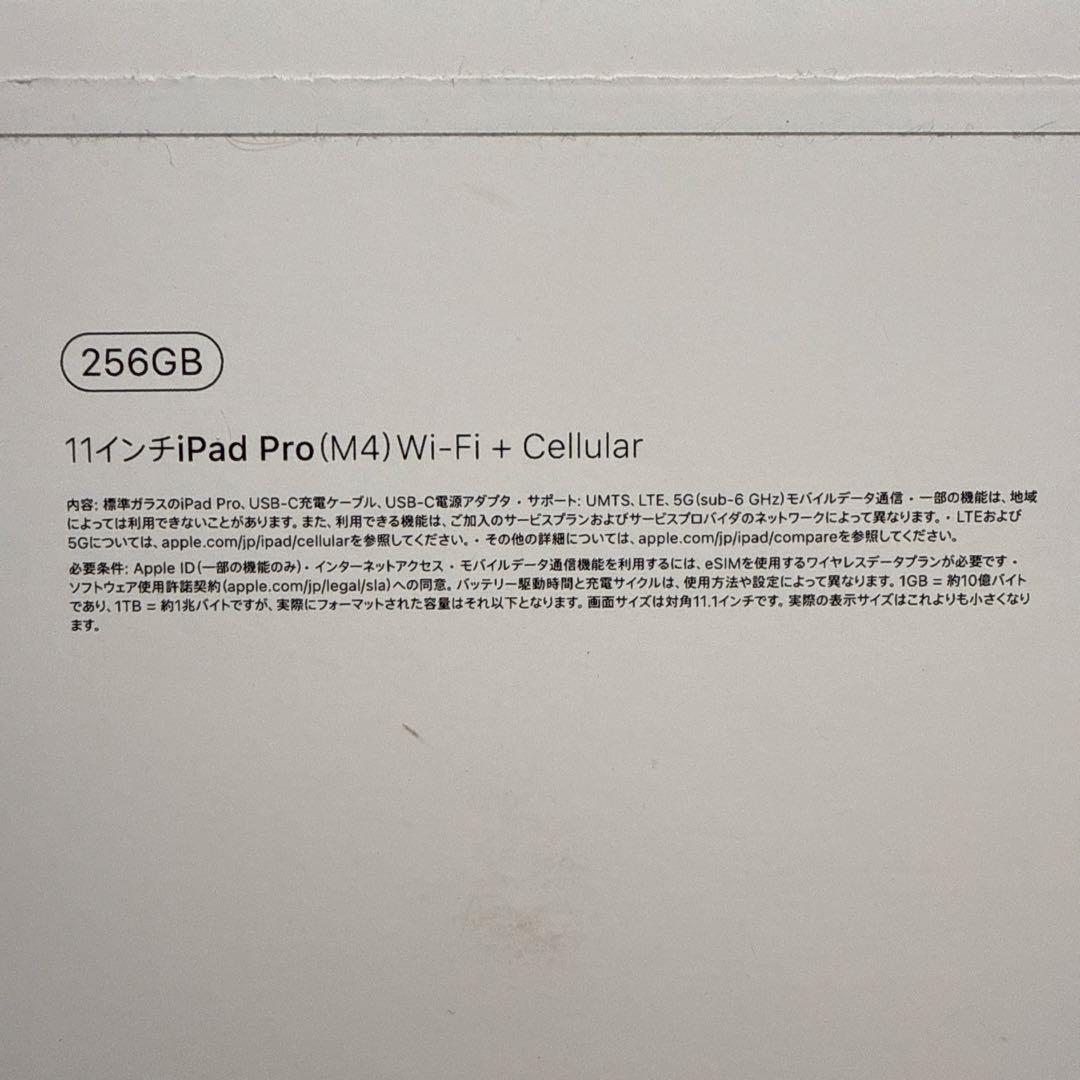 256GB
11インチiPad Pro(M4)Wi-Fi + Cellular
内容: 標準ガラスのiPad Pro、USB-C充電ケーブル、USB-C電源アダプタ・サポート: UMTS、LTE、5G(sub-6 GHz)モバイルデータ通信・一部の機能は、地域
によっては利用できないことがあります。また、利用できる機能は、ご加入のサービスプランおよびサービスプロバイダのネットワークによって異なります。・LTEおよび
5Gについては、apple.com/jp/ipad/cellularを参照してください。・その他の詳細については、apple.com/jp/ipad/compareを参照してください。
必要条件: Apple ID(一部の機能のみ)・インターネットアクセス・モバイルデータ通信機能を利用するには、eSIMを使用するワイヤレスデータプランが必要です・
ソフトウェア使用許諾契約(apple.com/jp/legal/sla)への同意。バッテリー駆動時間と充電サイクルは、使用方法や設定によって異なります。1GB = 約10億バイト
であり、1TB = 約1兆バイトですが、実際にフォーマットされた容量はそれ以下となります。画面サイズは対角11.1インチです。実際の表示サイズはこれよりも小さくなり
ます。